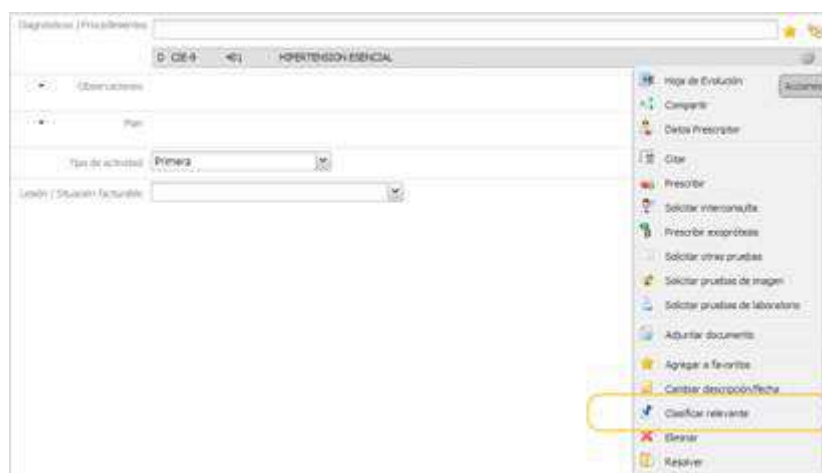 Diagnósticos / Procedimientos
D CIE-9 401 HIPERTENSION ESENCIAL
Observaciones
Plan
Tipo de actividad Primera
Lesión / Situación facturable
Hoja de Evolución
Acciones
Compartir
Datos Prescriptor
Citar
Prescribir
Solicitar interconsulta
Prescribir exoprótesis
Solicitar otras pruebas
Solicitar pruebas de imagen
Solicitar pruebas de laboratorio
Adjuntar documento
Agregar a favoritos
Cambiar descripción/fecha
Clasificar relevante
Eliminar
Resolver